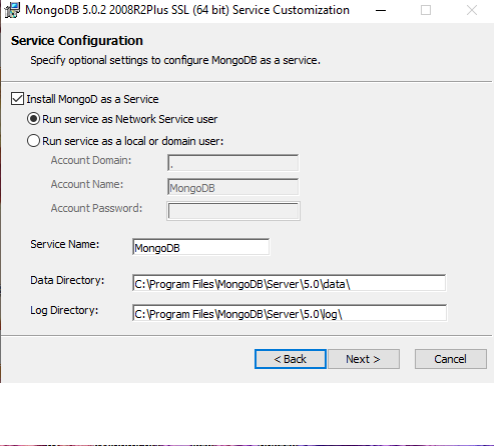 MongoDB 5.0.2 2008R2Plus SSL (64 bit) Service Customization
Service Configuration
Specify optional settings to configure MongoDB as a service.
Install MongoD as a Service
Run service as Network Service user
Run service as a local or domain user:
Account Domain: .
Account Name: MongoDB
Account Password:
Service Name: MongoDB
Data Directory: C:\Program Files\MongoDB\Server\5.0\data\
Log Directory: C:\Program Files\MongoDB\Server\5.0\log\
< Back Next > Cancel